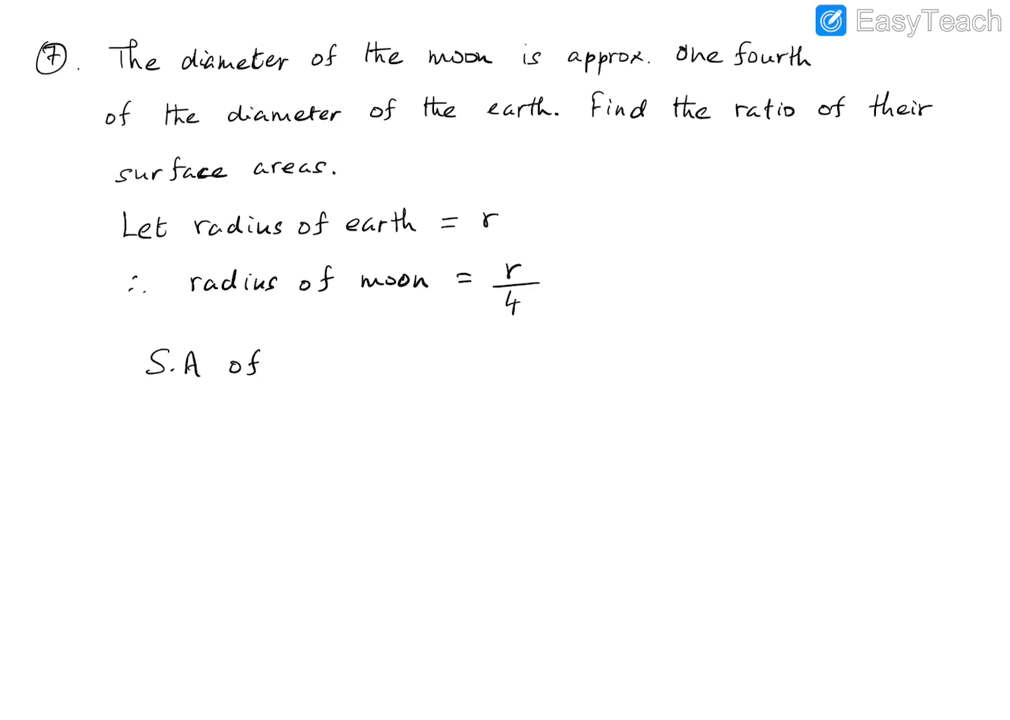 EasyTeach
7. The diameter of the moon is approx. One fourth
of the diameter of the earth. Find the ratio of their
surface areas.
Let radius of earth = r
∴ radius of moon = r/4
S.A of